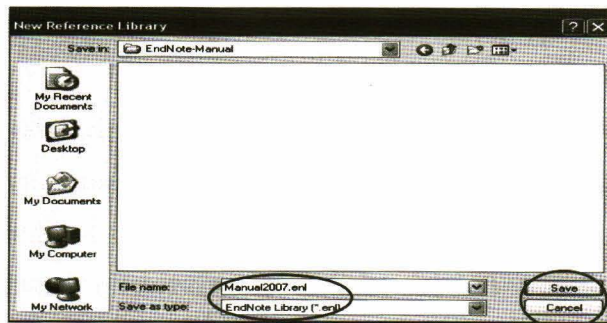 New Reference Library
Save in: EndNote-Manual
My Recent
Documents
Desktop
My Documents
My Computer
My Network
File name: Manual2007.enl Save
Save as type: EndNote Library (*.enl) Cancel